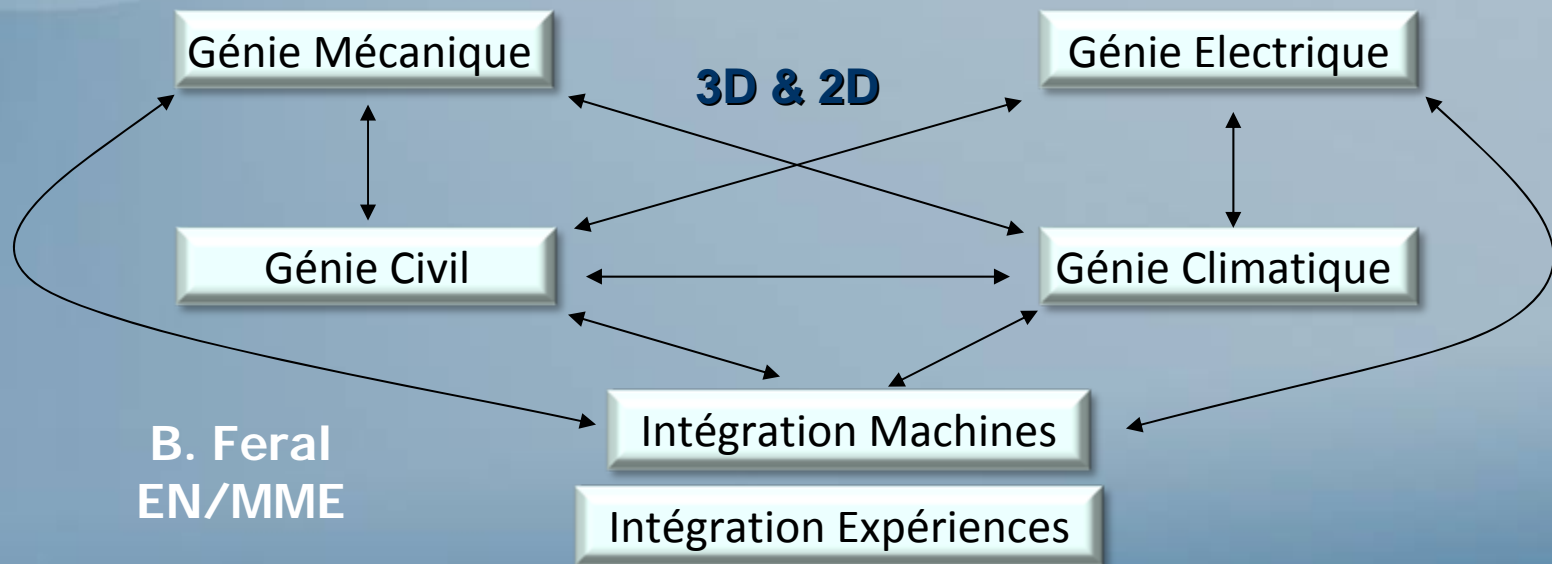 Génie Mécanique
Génie Electrique
3D & 2D
Génie Civil
Génie Climatique
Intégration Machines
B. Feral
EN/MME
Intégration Expériences